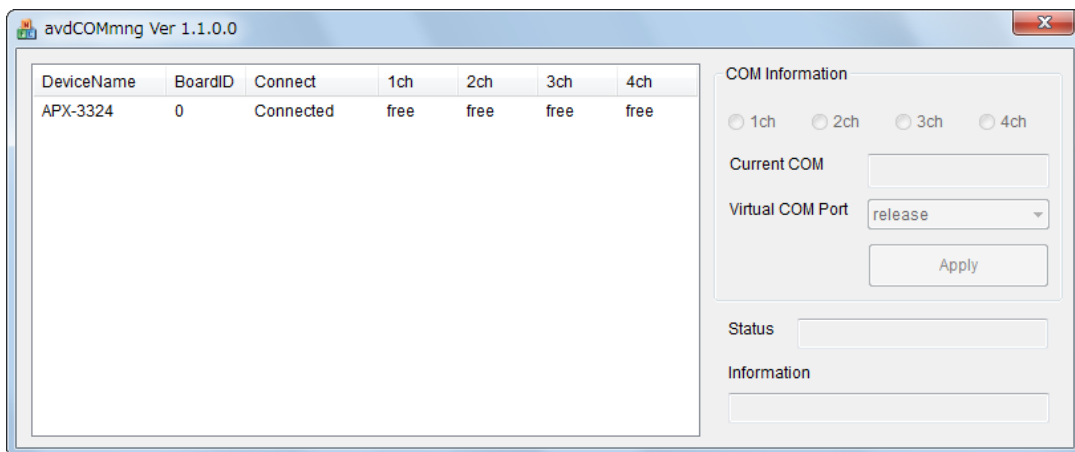 avdCOMmng Ver 1.1.0.0
DeviceName BoardID Connect 1ch 2ch 3ch 4ch
APX-3324 0 Connected free free free free
COM Information
1ch 2ch 3ch 4ch
Current COM
Virtual COM Port release
Apply
Status
Information